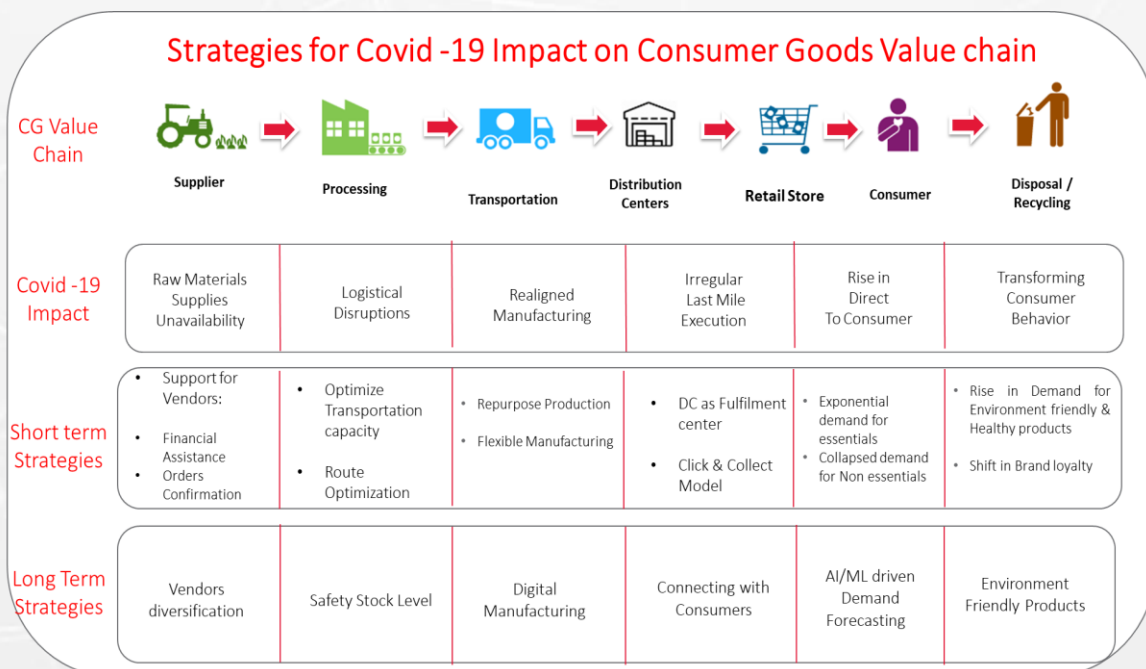 Strategies for Covid -19 Impact on Consumer Goods Value chain
CG Value
Chain
Supplier
Processing
Transportation
Distribution
Centers
Retail Store
Consumer
Disposal /
Recycling
Covid -19
Impact
Raw Materials
Supplies
Unavailability
Logistical
Disruptions
Realigned
Manufacturing
Irregular
Last Mile
Execution
Rise in
Direct
To Consumer
Transforming
Consumer
Behavior
Short term
Strategies
• Support for
Vendors:
• Financial
Assistance
• Orders
Confirmation
• Optimize
Transportation
capacity
• Route
Optimization
• Repurpose Production
• Flexible Manufacturing
• DC as Fulfilment
center
• Click & Collect
Model
• Exponential
demand for
essentials
• Collapsed demand
for Non essentials
• Rise in Demand for
Environment friendly &
Healthy products
• Shift in Brand loyalty
Long Term
Strategies
Vendors
diversification
Safety Stock Level
Digital
Manufacturing
Connecting with
Consumers
AI/ML driven
Demand
Forecasting
Environment
Friendly Products